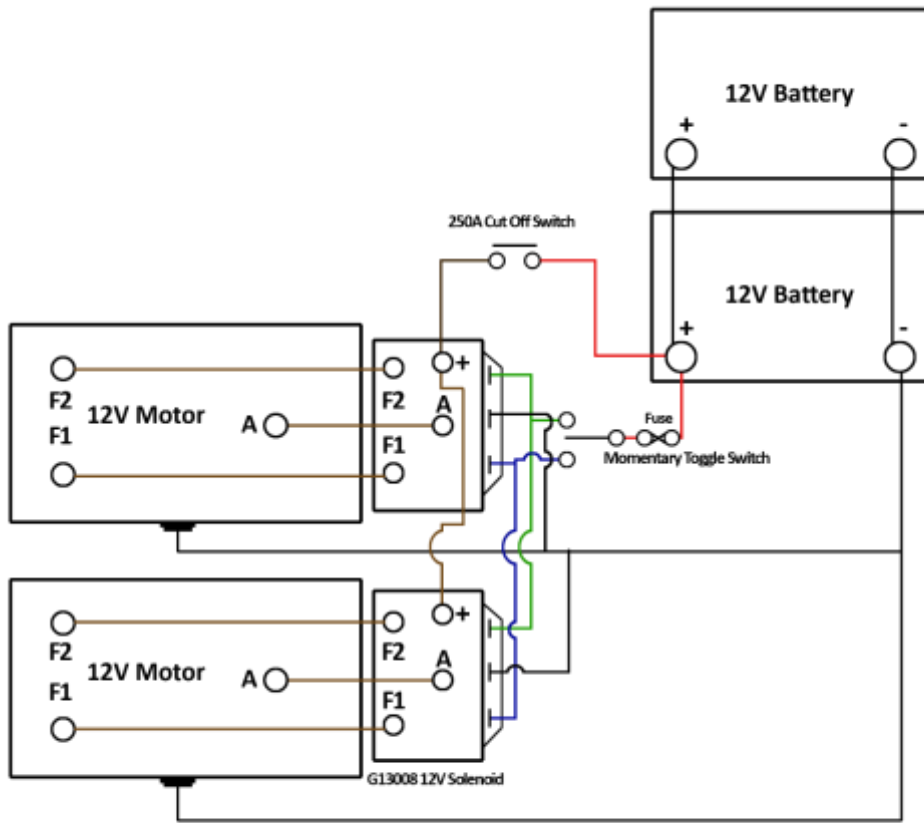 12V Battery
+
-
12V Battery
+
-
250A Cut Off Switch
F2
12V Motor
F1
A
F2
+
A
F1
Fuse
Momentary Toggle Switch
F2
12V Motor
F1
A
F2
+
A
F1
G13008 12V Solenoid